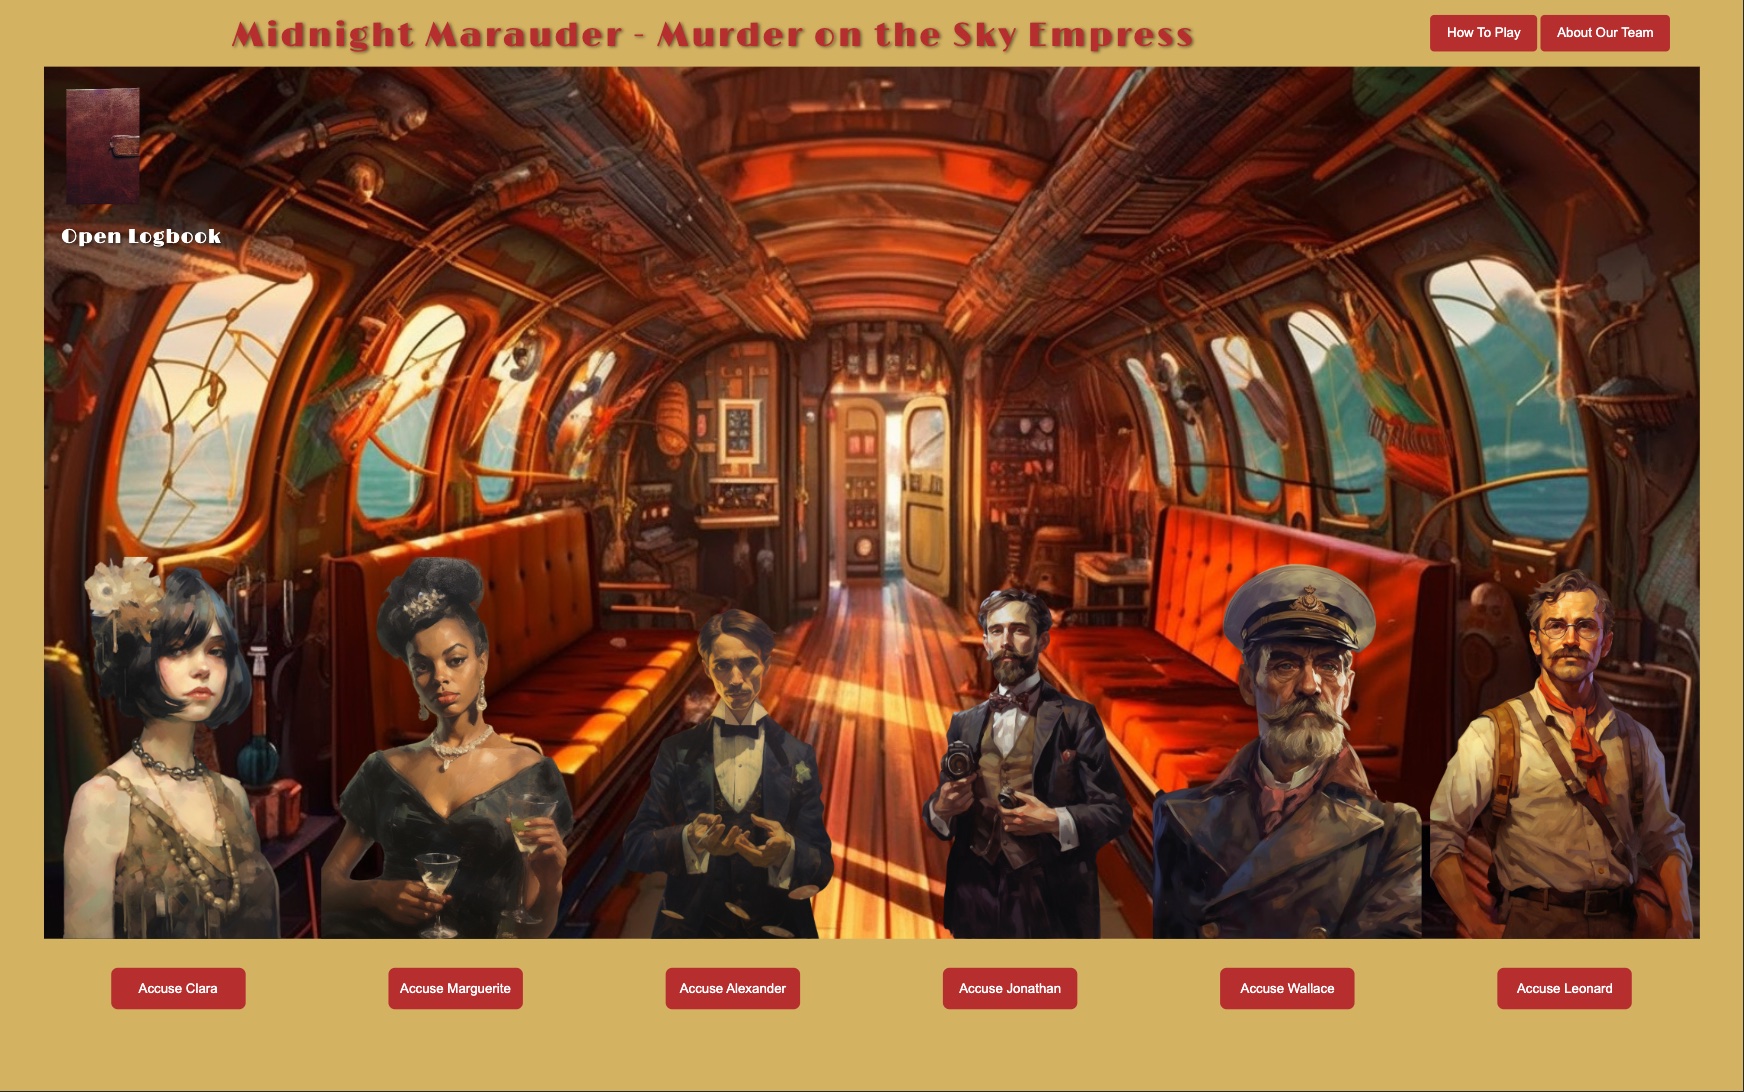 Midnight Marauder - Murder on the Sky Empress
How To Play
About Our Team
Open Logbook
Accuse Clara
Accuse Marguerite
Accuse Alexander
Accuse Jonathan
Accuse Wallace
Accuse Leonard